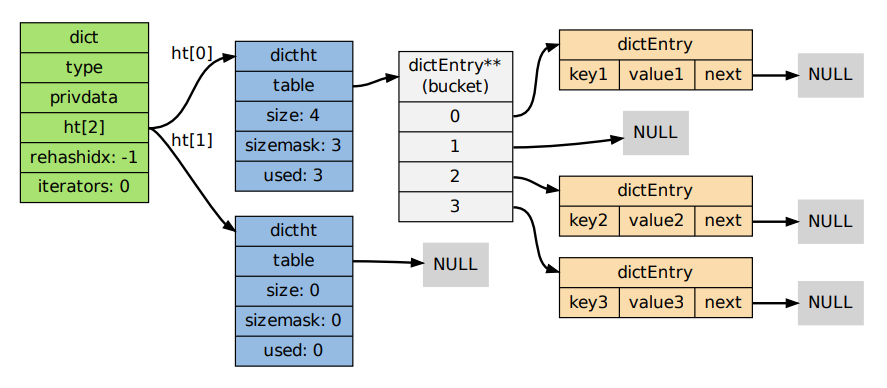 dict
type
privdata
ht[2]
rehashidx: -1
iterators: 0
ht[0]
ht[1]
dictht
table
size: 4
sizemask: 3
used: 3
dictht
table
size: 0
sizemask: 0
used: 0
dictEntry**
(bucket)
0
1
2
3
NULL
dictEntry
key1 value1 next
NULL
NULL
dictEntry
key2 value2 next
NULL
dictEntry
key3 value3 next
NULL